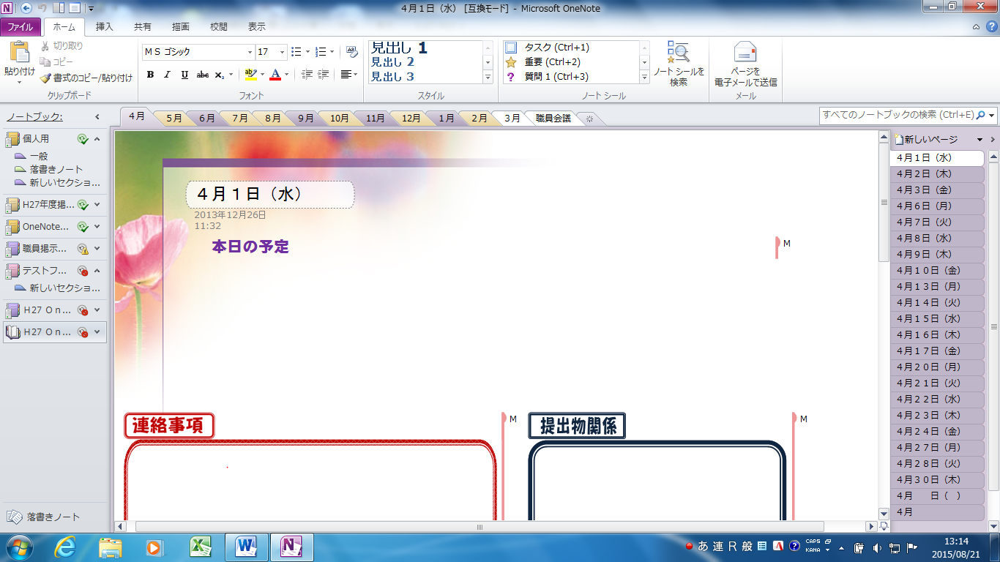 ４月１日（水） [互換モード] - Microsoft OneNote
ファイル ホーム 挿入 共有 描画 校閲 表示
貼り付け
切り取り
コピー
書式のコピー/貼り付け
クリップボード
ＭＳ ゴシック 17
B I U abc x₂ ab A
フォント
見出し 1
見出し 2
見出し 3
スタイル
タスク (Ctrl+1)
重要 (Ctrl+2)
質問 1 (Ctrl+3)
ノート シール
ノート シールを
検索
ページを
電子メールで送信
メール
ノートブック:
4月 5月 6月 7月 8月 9月 10月 11月 12月 1月 2月 3月 職員会議
すべてのノートブックの検索 (Ctrl+E)
個人用
一般
落書きノート
新しいセクショ...
H27年度掲...
OneNote...
職員掲示...
テストフ...
新しいセクショ...
H27 Ｏｎ...
H27 Ｏｎ...
落書きノート
４月１日（水）
2013年12月26日
11:32
本日の予定
M
連絡事項
M
提出物関係
M
新しいページ
４月１日（水）
４月２日（木）
４月３日（金）
４月６日（月）
４月７日（火）
４月８日（水）
４月９日（木）
４月１０日（金）
４月１３日（月）
４月１４日（火）
４月１５日（水）
４月１６日（木）
４月１７日（金）
４月２０日（月）
４月２１日（火）
４月２２日（水）
４月２３日（木）
４月２４日（金）
４月２７日（月）
４月２８日（火）
４月３０日（木）
４月　　日（　）
４月
あ 連 R 般
CAPS
KANA
13:14
2015/08/21